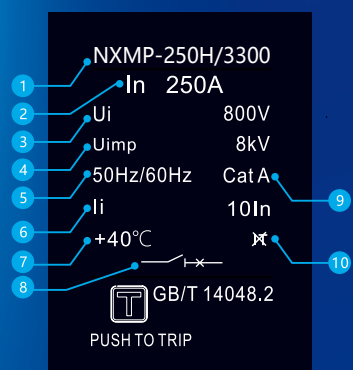 NXMP-250H/3300
1
In 250A
2
Ui 800V
3
Uimp 8kV
4
50Hz/60Hz Cat A
5 9
Ii 10In
6
+40℃
7 10
8
T GB/T 14048.2
PUSH TO TRIP